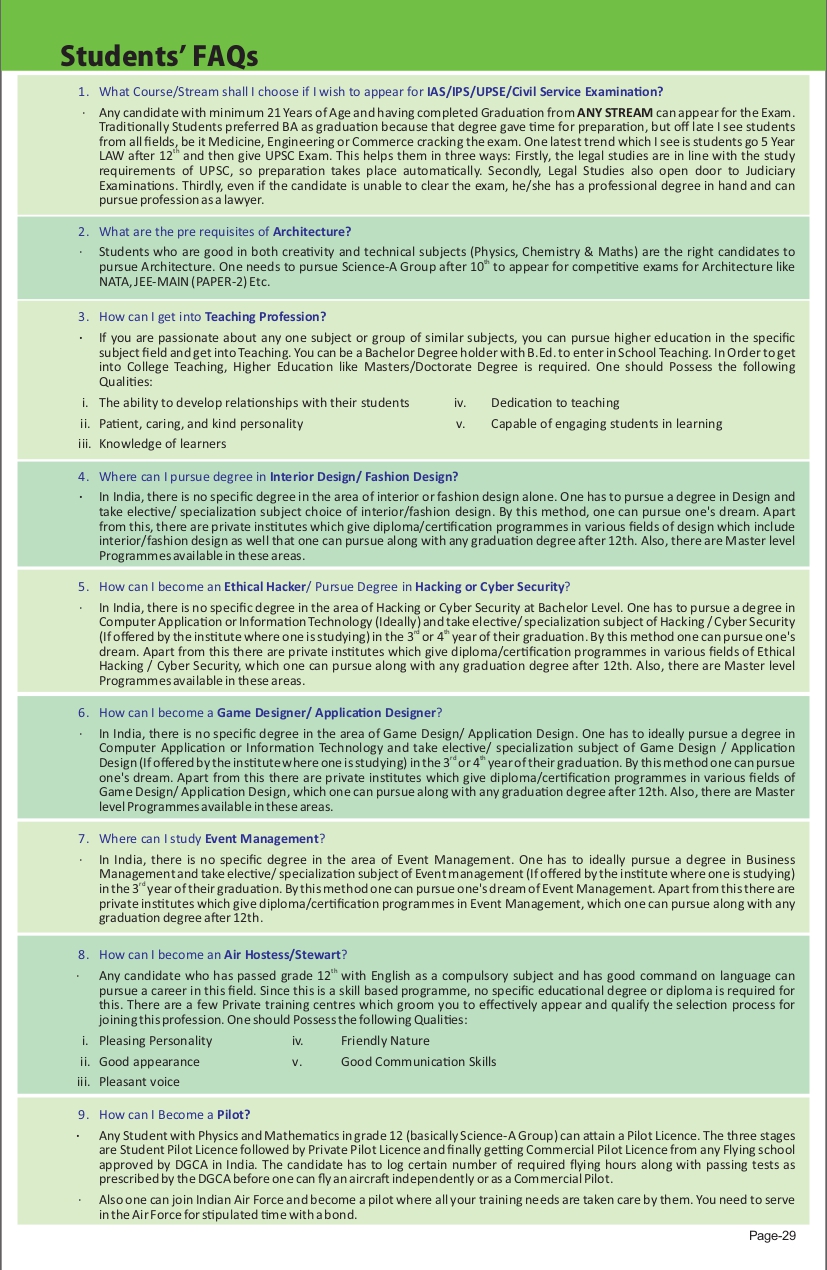 Students' FAQs
1. What Course/Stream shall I choose if I wish to appear for IAS/IPS/UPSE/Civil Service Examination?
· Any candidate with minimum 21 Years of Age and having completed Graduation from ANY STREAM can appear for the Exam.
Traditionally Students preferred BA as graduation because that degree gave time for preparation, but off late I see students
from all fields, be it Medicine, Engineering or Commerce cracking the exam. One latest trend which I see is students go 5 Year
LAW after 12th and then give UPSC Exam. This helps them in three ways: Firstly, the legal studies are in line with the study
requirements of UPSC, so preparation takes place automatically. Secondly, Legal Studies also open door to Judiciary
Examinations. Thirdly, even if the candidate is unable to clear the exam, he/she has a professional degree in hand and can
pursue profession as a lawyer.
2. What are the pre requisites of Architecture?
· Students who are good in both creativity and technical subjects (Physics, Chemistry & Maths) are the right candidates to
pursue Architecture. One needs to pursue Science-A Group after 10th to appear for competitive exams for Architecture like
NATA, JEE-MAIN (PAPER-2) Etc.
3. How can I get into Teaching Profession?
· If you are passionate about any one subject or group of similar subjects, you can pursue higher education in the specific
subject field and get into Teaching. You can be a Bachelor Degree holder with B.Ed. to enter in School Teaching. In Order to get
into College Teaching, Higher Education like Masters/Doctorate Degree is required. One should Possess the following
Qualities:
i. The ability to develop relationships with their students iv. Dedication to teaching
ii. Patient, caring, and kind personality v. Capable of engaging students in learning
iii. Knowledge of learners
4. Where can I pursue degree in Interior Design/ Fashion Design?
· In India, there is no specific degree in the area of interior or fashion design alone. One has to pursue a degree in Design and
take elective/ specialization subject choice of interior/fashion design. By this method, one can pursue one's dream. Apart
from this, there are private institutes which give diploma/certification programmes in various fields of design which include
interior/fashion design as well that one can pursue along with any graduation degree after 12th. Also, there are Master level
Programmes available in these areas.
5. How can I become an Ethical Hacker/ Pursue Degree in Hacking or Cyber Security?
· In India, there is no specific degree in the area of Hacking or Cyber Security at Bachelor Level. One has to pursue a degree in
Computer Application or Information Technology (Ideally) and take elective/ specialization subject of Hacking / Cyber Security
(If offered by the institute where one is studying) in the 3rd or 4th year of their graduation. By this method one can pursue one's
dream. Apart from this there are private institutes which give diploma/certification programmes in various fields of Ethical
Hacking / Cyber Security, which one can pursue along with any graduation degree after 12th. Also, there are Master level
Programmes available in these areas.
6. How can I become a Game Designer/ Application Designer?
· In India, there is no specific degree in the area of Game Design/ Application Design. One has to ideally pursue a degree in
Computer Application or Information Technology and take elective/ specialization subject of Game Design / Application
Design (If offered by the institute where one is studying) in the 3rd or 4th year of their graduation. By this method one can pursue
one's dream. Apart from this there are private institutes which give diploma/certification programmes in various fields of
Game Design/ Application Design, which one can pursue along with any graduation degree after 12th. Also, there are Master
level Programmes available in these areas.
7. Where can I study Event Management?
· In India, there is no specific degree in the area of Event Management. One has to ideally pursue a degree in Business
Management and take elective/ specialization subject of Event management (If offered by the institute where one is studying)
in the 3rd year of their graduation. By this method one can pursue one's dream of Event Management. Apart from this there are
private institutes which give diploma/certification programmes in Event Management, which one can pursue along with any
graduation degree after 12th.
8. How can I become an Air Hostess/Stewart?
· Any candidate who has passed grade 12th with English as a compulsory subject and has good command on language can
pursue a career in this field. Since this is a skill based programme, no specific educational degree or diploma is required for
this. There are a few Private training centres which groom you to effectively appear and qualify the selection process for
joining this profession. One should Possess the following Qualities:
i. Pleasing Personality iv. Friendly Nature
ii. Good appearance v. Good Communication Skills
iii. Pleasant voice
9. How can I Become a Pilot?
· Any Student with Physics and Mathematics in grade 12 (basically Science-A Group) can attain a Pilot Licence. The three stages
are Student Pilot Licence followed by Private Pilot Licence and finally getting Commercial Pilot Licence from any Flying school
approved by DGCA in India. The candidate has to log certain number of required flying hours along with passing tests as
prescribed by the DGCA before one can fly an aircraft independently or as a Commercial Pilot.
· Also one can join Indian Air Force and become a pilot where all your training needs are taken care by them. You need to serve
in the Air Force for stipulated time with a bond.
Page-29